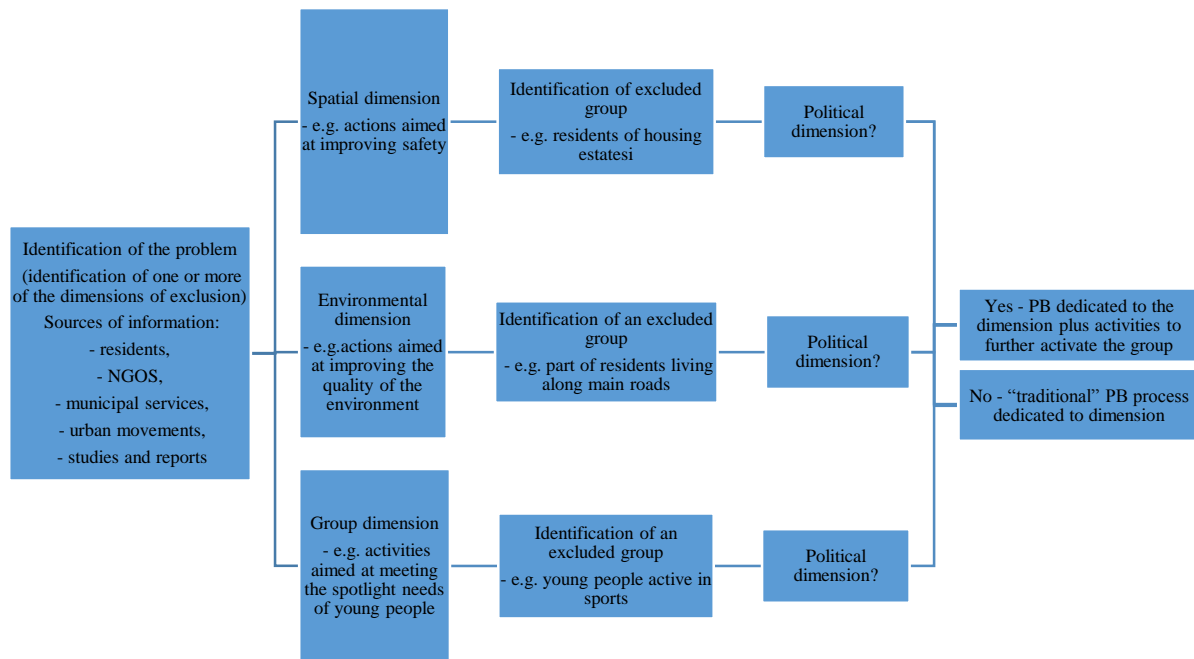 Identification of the problem
(identification of one or more
of the dimensions of exclusion)
Sources of information:
- residents,
- NGOS,
- municipal services,
- urban movements,
- studies and reports
Spatial dimension
- e.g. actions aimed
at improving safety
Identification of excluded
group
- e.g. residents of housing
estatesi
Political
dimension?
Environmental
dimension
- e.g.actions aimed
at improving the
quality of the
environment
Identification of an excluded
group
- e.g. part of residents living
along main roads
Political
dimension?
Group dimension
- e.g. activities
aimed at meeting
the spotlight needs
of young people
Identification of an
excluded group
- e.g. young people active in
sports
Political
dimension?
Yes - PB dedicated to the
dimension plus activities to
further activate the group
No - “traditional” PB process
dedicated to dimension